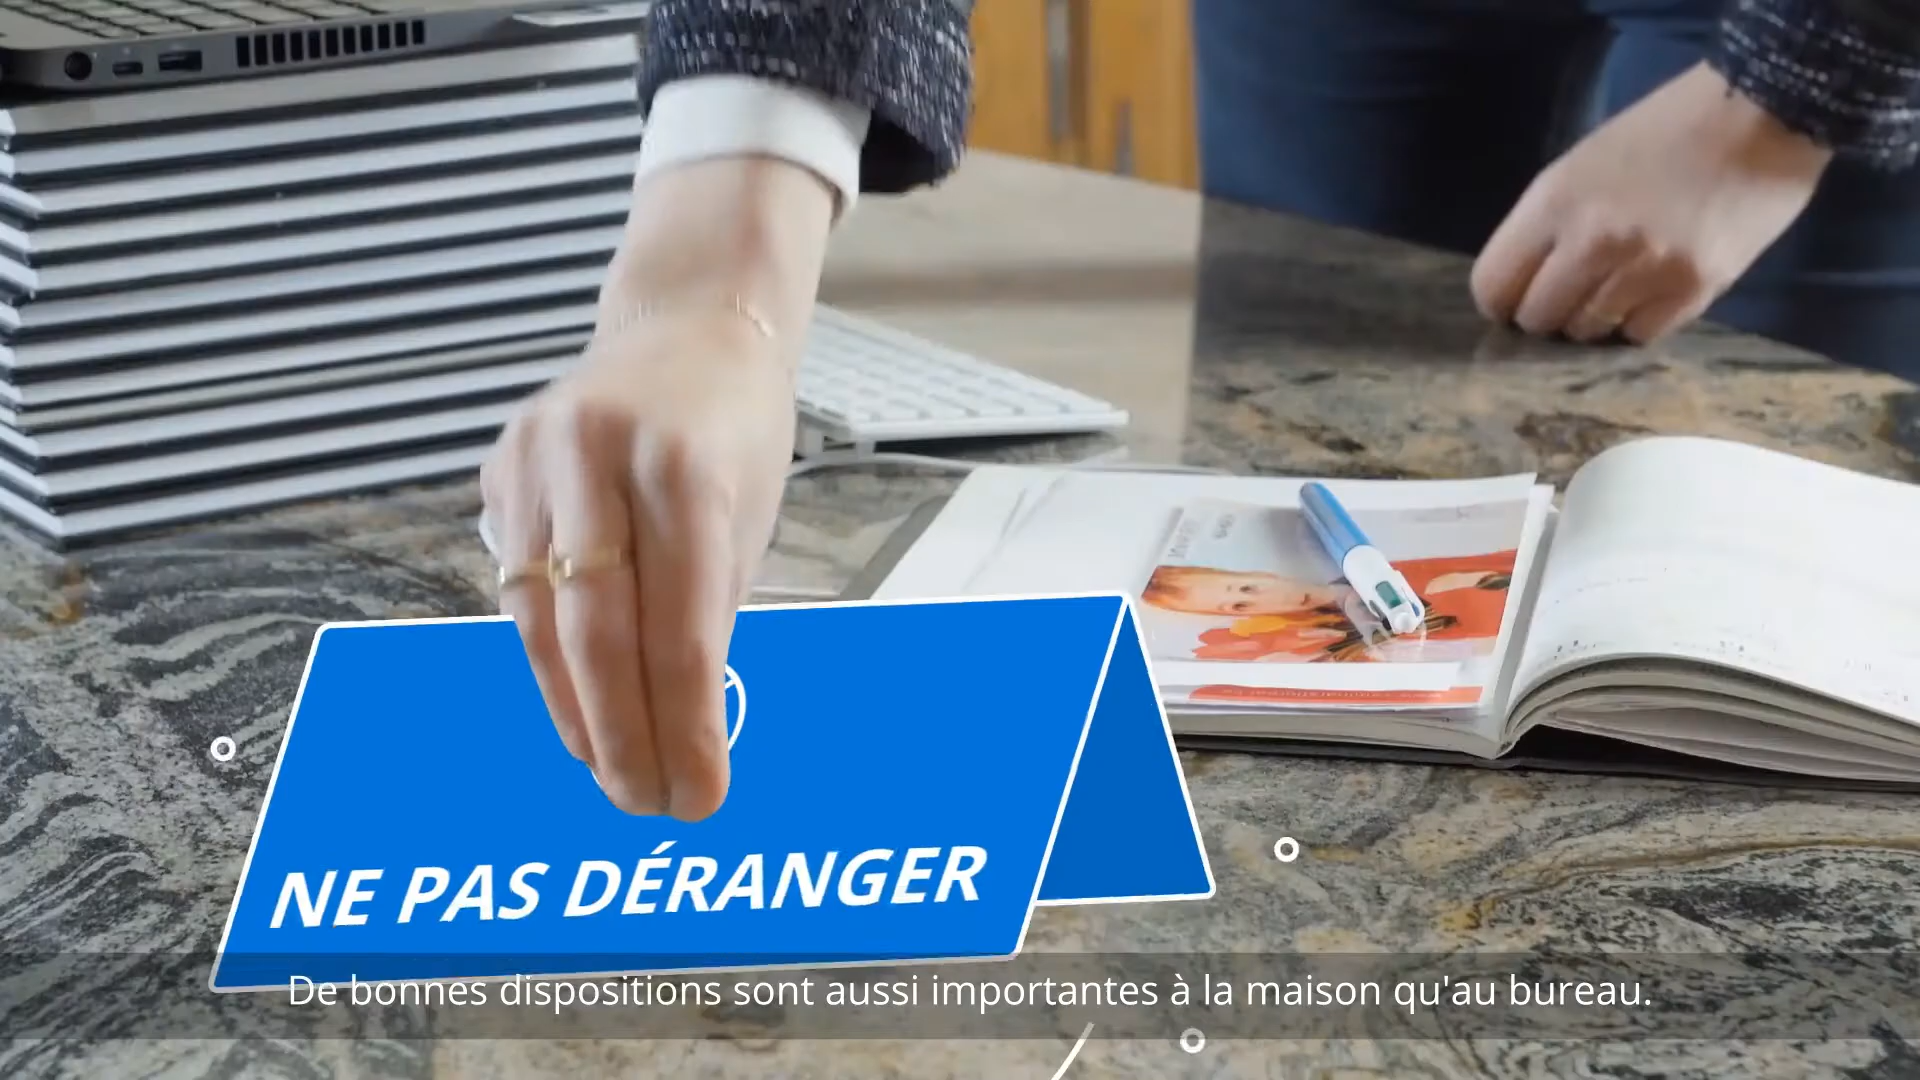 NE PAS DÉRANGER
De bonnes dispositions sont aussi importantes à la maison qu'au bureau.